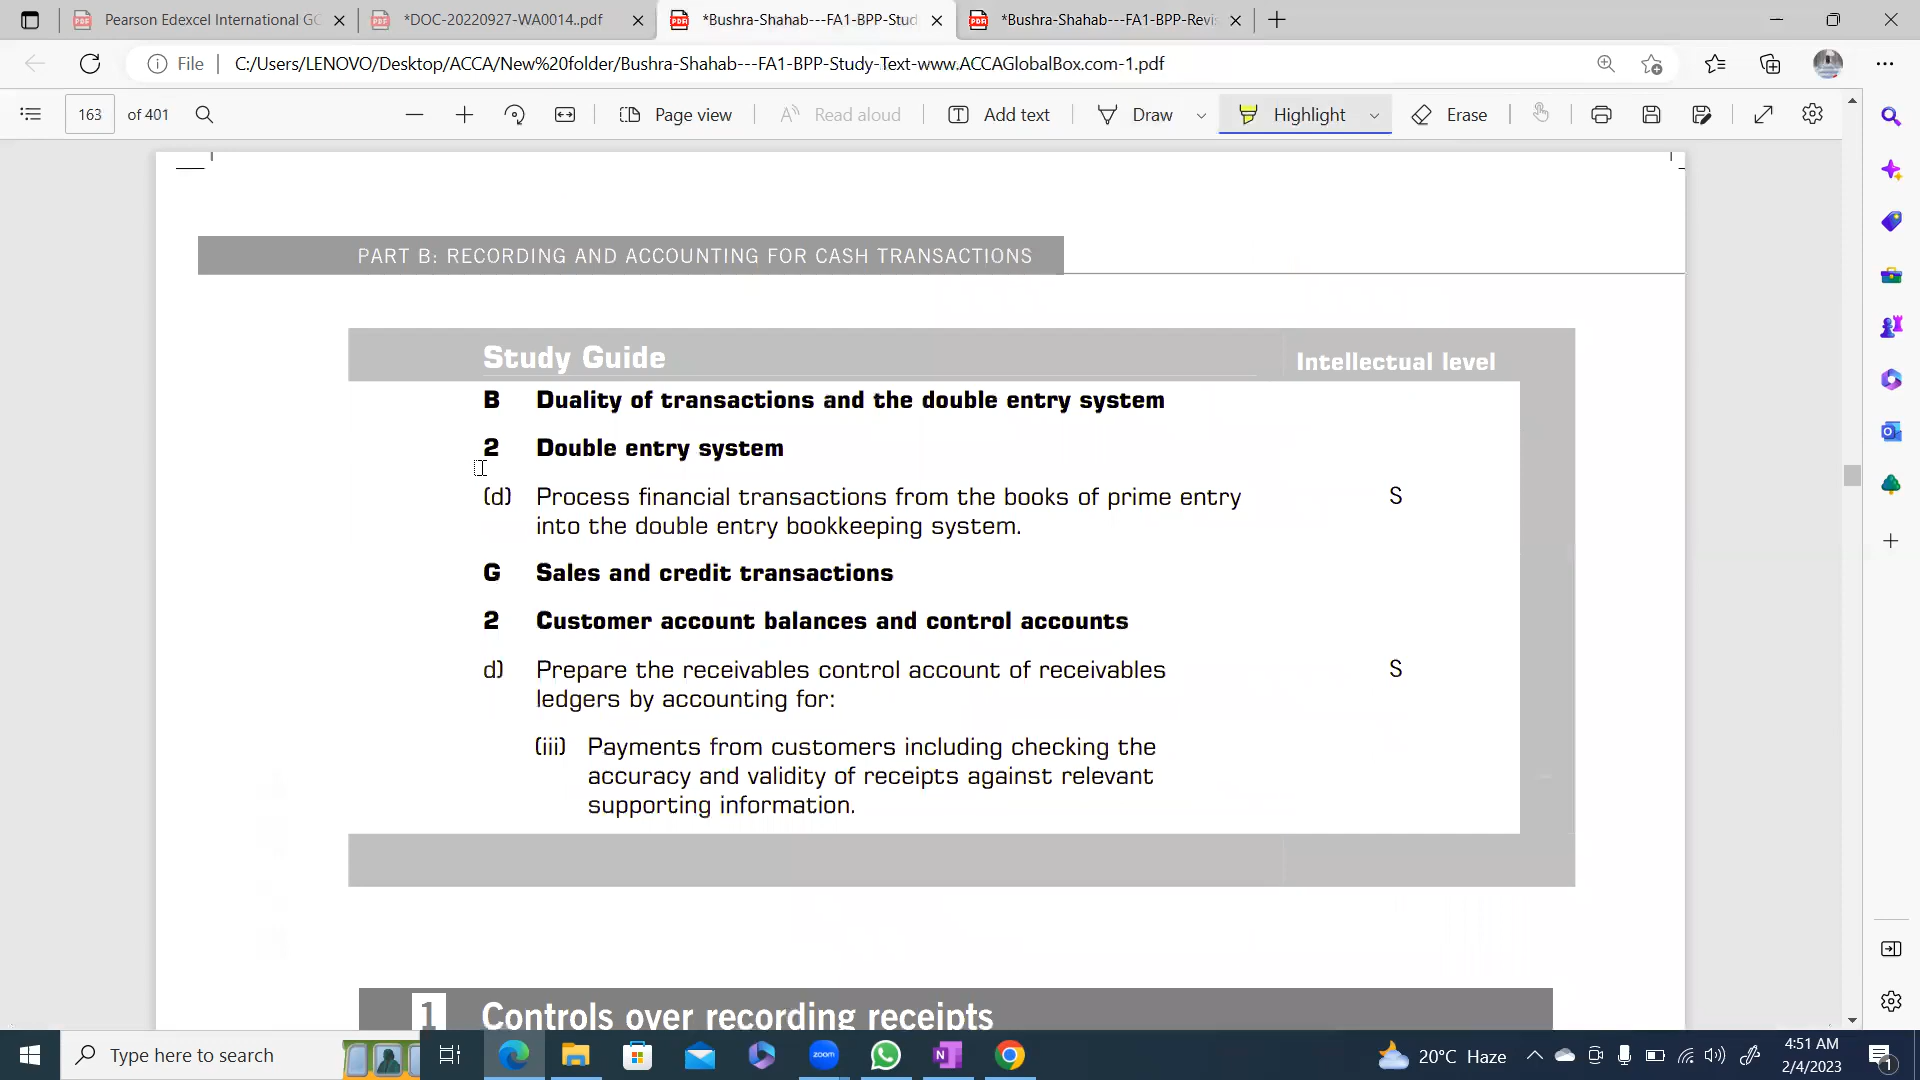 Pearson Edexcel International GC
*DOC-20220927-WA0014..pdf
*Bushra-Shahab---FA1-BPP-Stud
*Bushra-Shahab---FA1-BPP-Revis
File
C:/Users/LENOVO/Desktop/ACCA/New%20folder/Bushra-Shahab---FA1-BPP-Study-Text-www.ACCAGlobalBox.com-1.pdf
163 of 401
Page view
Read aloud
Add text
Draw
Highlight
Erase
PART B: RECORDING AND ACCOUNTING FOR CASH TRANSACTIONS
Study Guide Intellectual level
B Duality of transactions and the double entry system
2 Double entry system
(d) Process financial transactions from the books of prime entry S
into the double entry bookkeeping system.
G Sales and credit transactions
2 Customer account balances and control accounts
d) Prepare the receivables control account of receivables S
ledgers by accounting for:
(iii) Payments from customers including checking the
accuracy and validity of receipts against relevant
supporting information.
1 Controls over recording receipts
Type here to search
zoom
20°C Haze
4:51 AM
2/4/2023
1